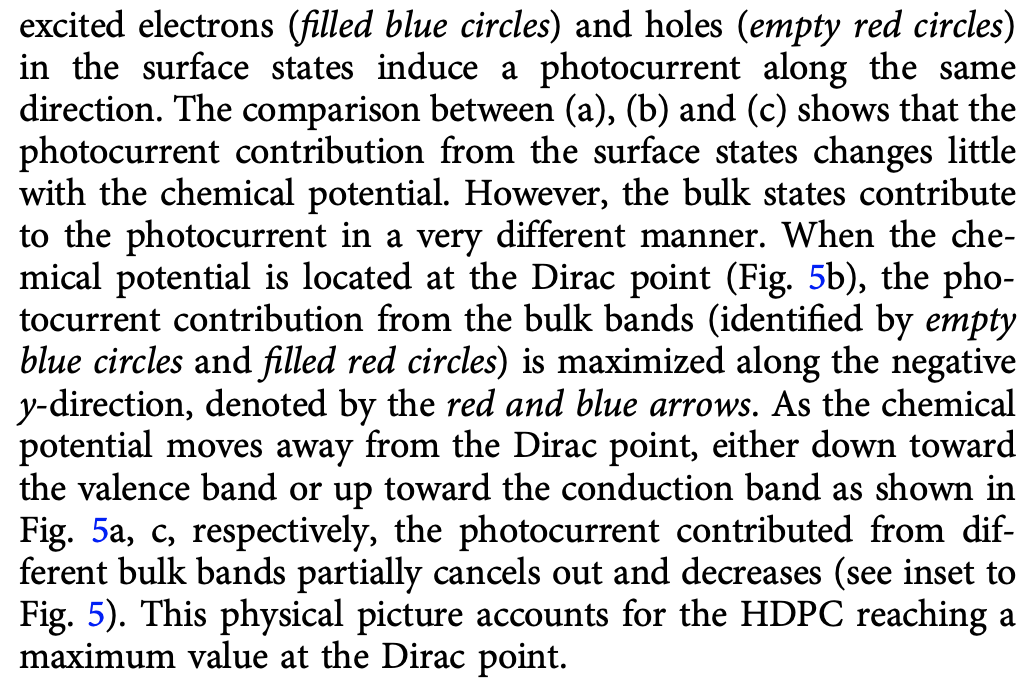 excited electrons (filled blue circles) and holes (empty red circles)
in the surface states induce a photocurrent along the same
direction. The comparison between (a), (b) and (c) shows that the
photocurrent contribution from the surface states changes little
with the chemical potential. However, the bulk states contribute
to the photocurrent in a very different manner. When the che-
mical potential is located at the Dirac point (Fig. 5b), the pho-
tocurrent contribution from the bulk bands (identified by empty
blue circles and filled red circles) is maximized along the negative
y-direction, denoted by the red and blue arrows. As the chemical
potential moves away from the Dirac point, either down toward
the valence band or up toward the conduction band as shown in
Fig. 5a, c, respectively, the photocurrent contributed from dif-
ferent bulk bands partially cancels out and decreases (see inset to
Fig. 5). This physical picture accounts for the HDPC reaching a
maximum value at the Dirac point.